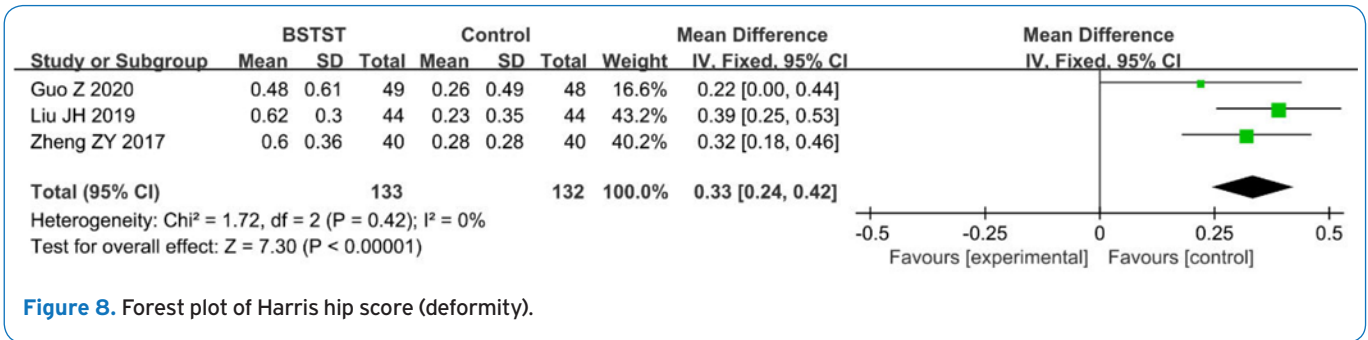 BSTST Control Mean Difference Mean Difference
Study or Subgroup Mean SD Total Mean SD Total Weight IV, Fixed, 95% CI IV, Fixed, 95% CI
Guo Z 2020 0.48 0.61 49 0.26 0.49 48 16.6% 0.22 [0.00, 0.44]
Liu JH 2019 0.62 0.3 44 0.23 0.35 44 43.2% 0.39 [0.25, 0.53]
Zheng ZY 2017 0.6 0.36 40 0.28 0.28 40 40.2% 0.32 [0.18, 0.46]
Total (95% CI) 133 132 100.0% 0.33 [0.24, 0.42]
Heterogeneity: Chi² = 1.72, df = 2 (P = 0.42); I² = 0%
Test for overall effect: Z = 7.30 (P < 0.00001)
-0.5 -0.25 0 0.25 0.5
Favours [experimental] Favours [control]
Figure 8. Forest plot of Harris hip score (deformity).